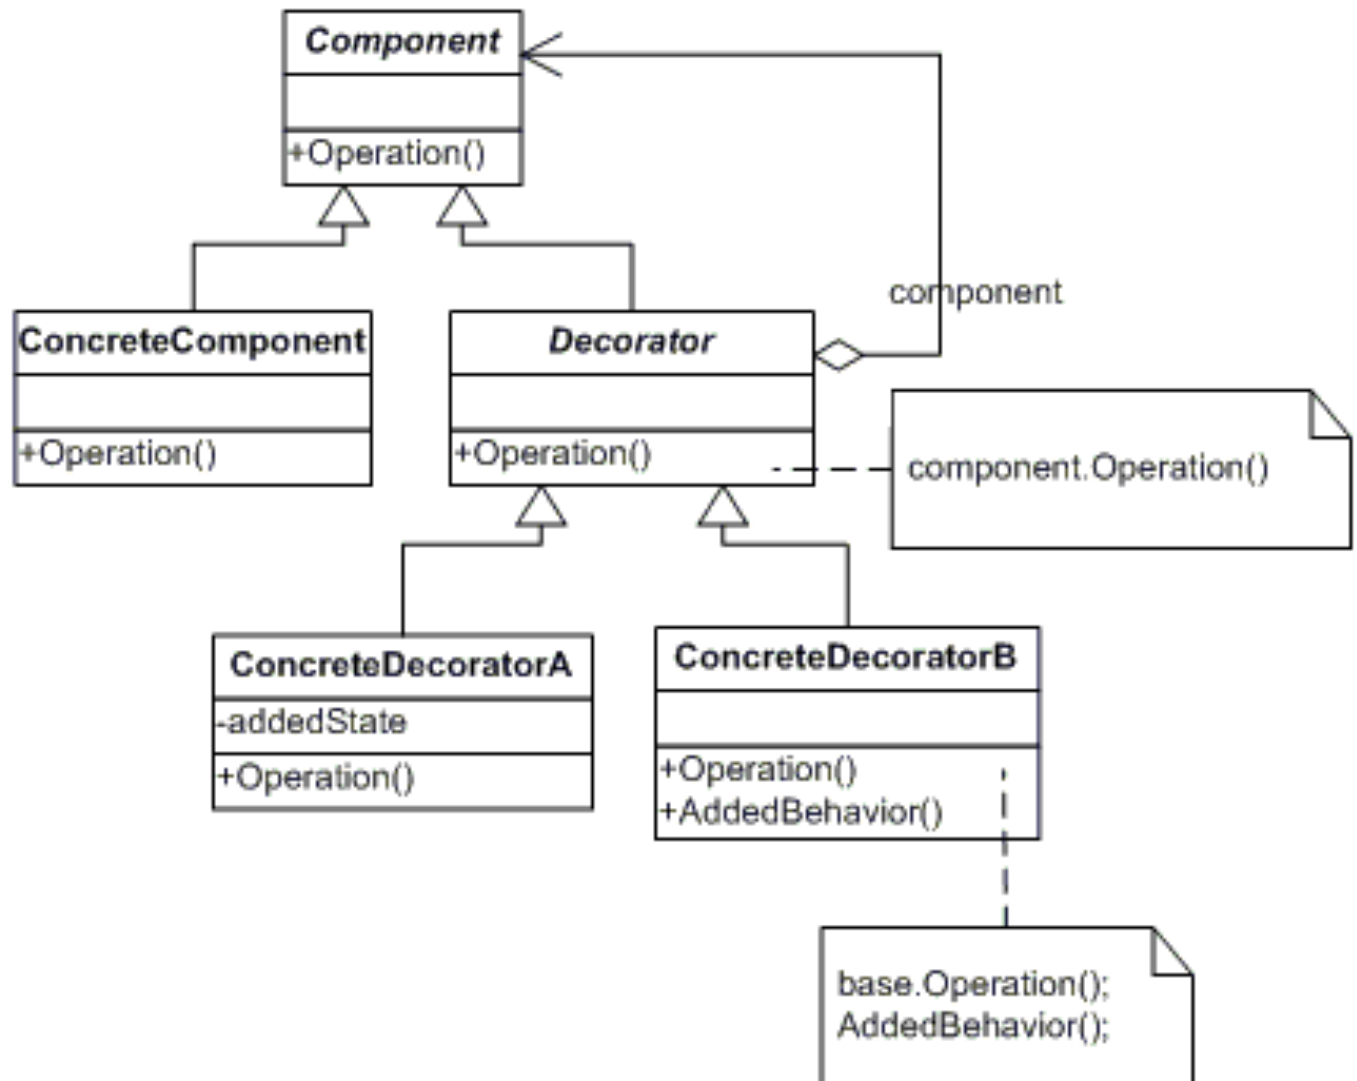 Component
+Operation()
component
ConcreteComponent
+Operation()
Decorator
+Operation()
component.Operation()
ConcreteDecoratorA
-addedState
+Operation()
ConcreteDecoratorB
+Operation()
+AddedBehavior()
base.Operation();
AddedBehavior();